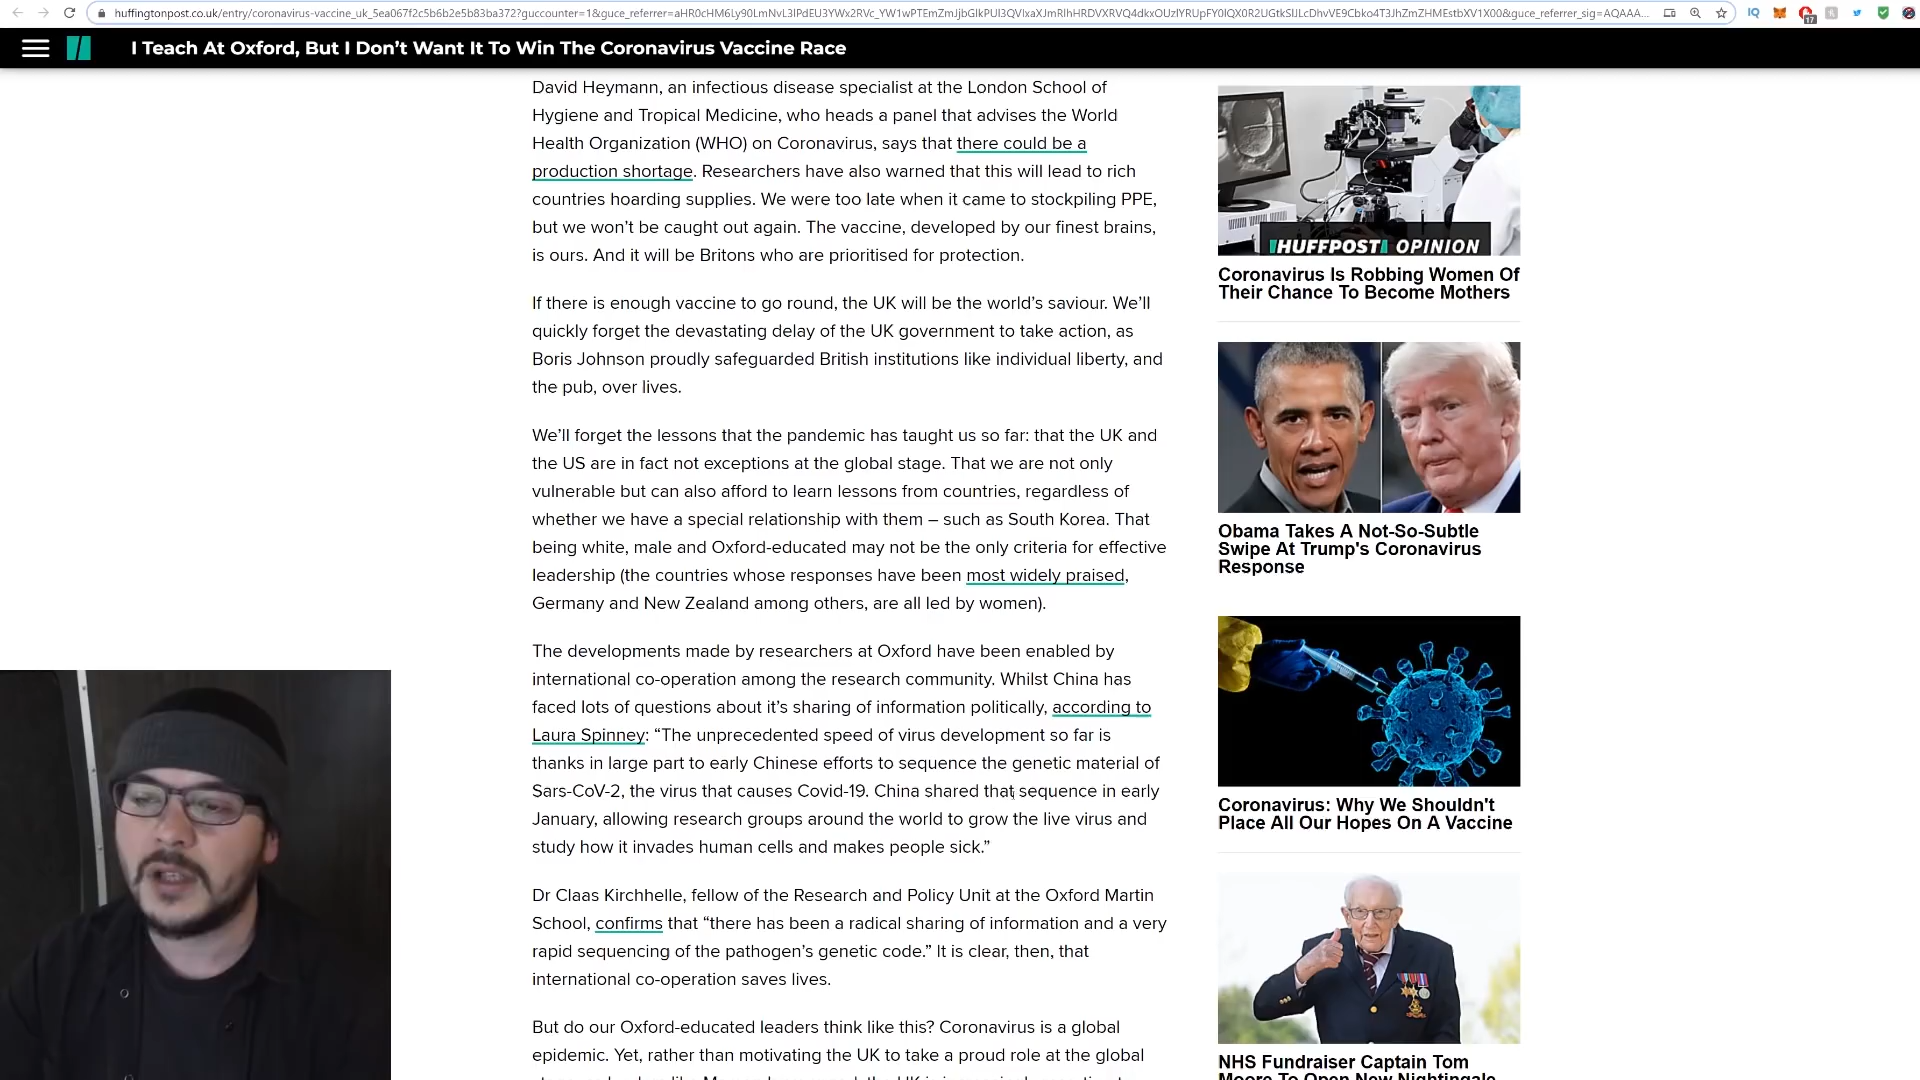 I Teach At Oxford, But I Don’t Want It To Win The Coronavirus Vaccine Race
David Heymann, an infectious disease specialist at the London School of
Hygiene and Tropical Medicine, who heads a panel that advises the World
Health Organization (WHO) on Coronavirus, says that there could be a
production shortage. Researchers have also warned that this will lead to rich
countries hoarding supplies. We were too late when it came to stockpiling PPE,
but we won’t be caught out again. The vaccine, developed by our finest brains,
is ours. And it will be Britons who are prioritised for protection.
If there is enough vaccine to go round, the UK will be the world’s saviour. We’ll
quickly forget the devastating delay of the UK government to take action, as
Boris Johnson proudly safeguarded British institutions like individual liberty, and
the pub, over lives.
We’ll forget the lessons that the pandemic has taught us so far: that the UK and
the US are in fact not exceptions at the global stage. That we are not only
vulnerable but can also afford to learn lessons from countries, regardless of
whether we have a special relationship with them – such as South Korea. That
being white, male and Oxford-educated may not be the only criteria for effective
leadership (the countries whose responses have been most widely praised,
Germany and New Zealand among others, are all led by women).
The developments made by researchers at Oxford have been enabled by
international co-operation among the research community. Whilst China has
faced lots of questions about it’s sharing of information politically, according to
Laura Spinney: “The unprecedented speed of virus development so far is
thanks in large part to early Chinese efforts to sequence the genetic material of
Sars-CoV-2, the virus that causes Covid-19. China shared that sequence in early
January, allowing research groups around the world to grow the live virus and
study how it invades human cells and makes people sick.”
Dr Claas Kirchhelle, fellow of the Research and Policy Unit at the Oxford Martin
School, confirms that “there has been a radical sharing of information and a very
rapid sequencing of the pathogen’s genetic code.” It is clear, then, that
international co-operation saves lives.
But do our Oxford-educated leaders think like this? Coronavirus is a global
epidemic. Yet, rather than motivating the UK to take a proud role at the global
HUFFPOST OPINION
Coronavirus Is Robbing Women Of
Their Chance To Become Mothers
Obama Takes A Not-So-Subtle
Swipe At Trump's Coronavirus
Response
Coronavirus: Why We Shouldn't
Place All Our Hopes On A Vaccine
NHS Fundraiser Captain Tom
Moore To Open New Nightingale